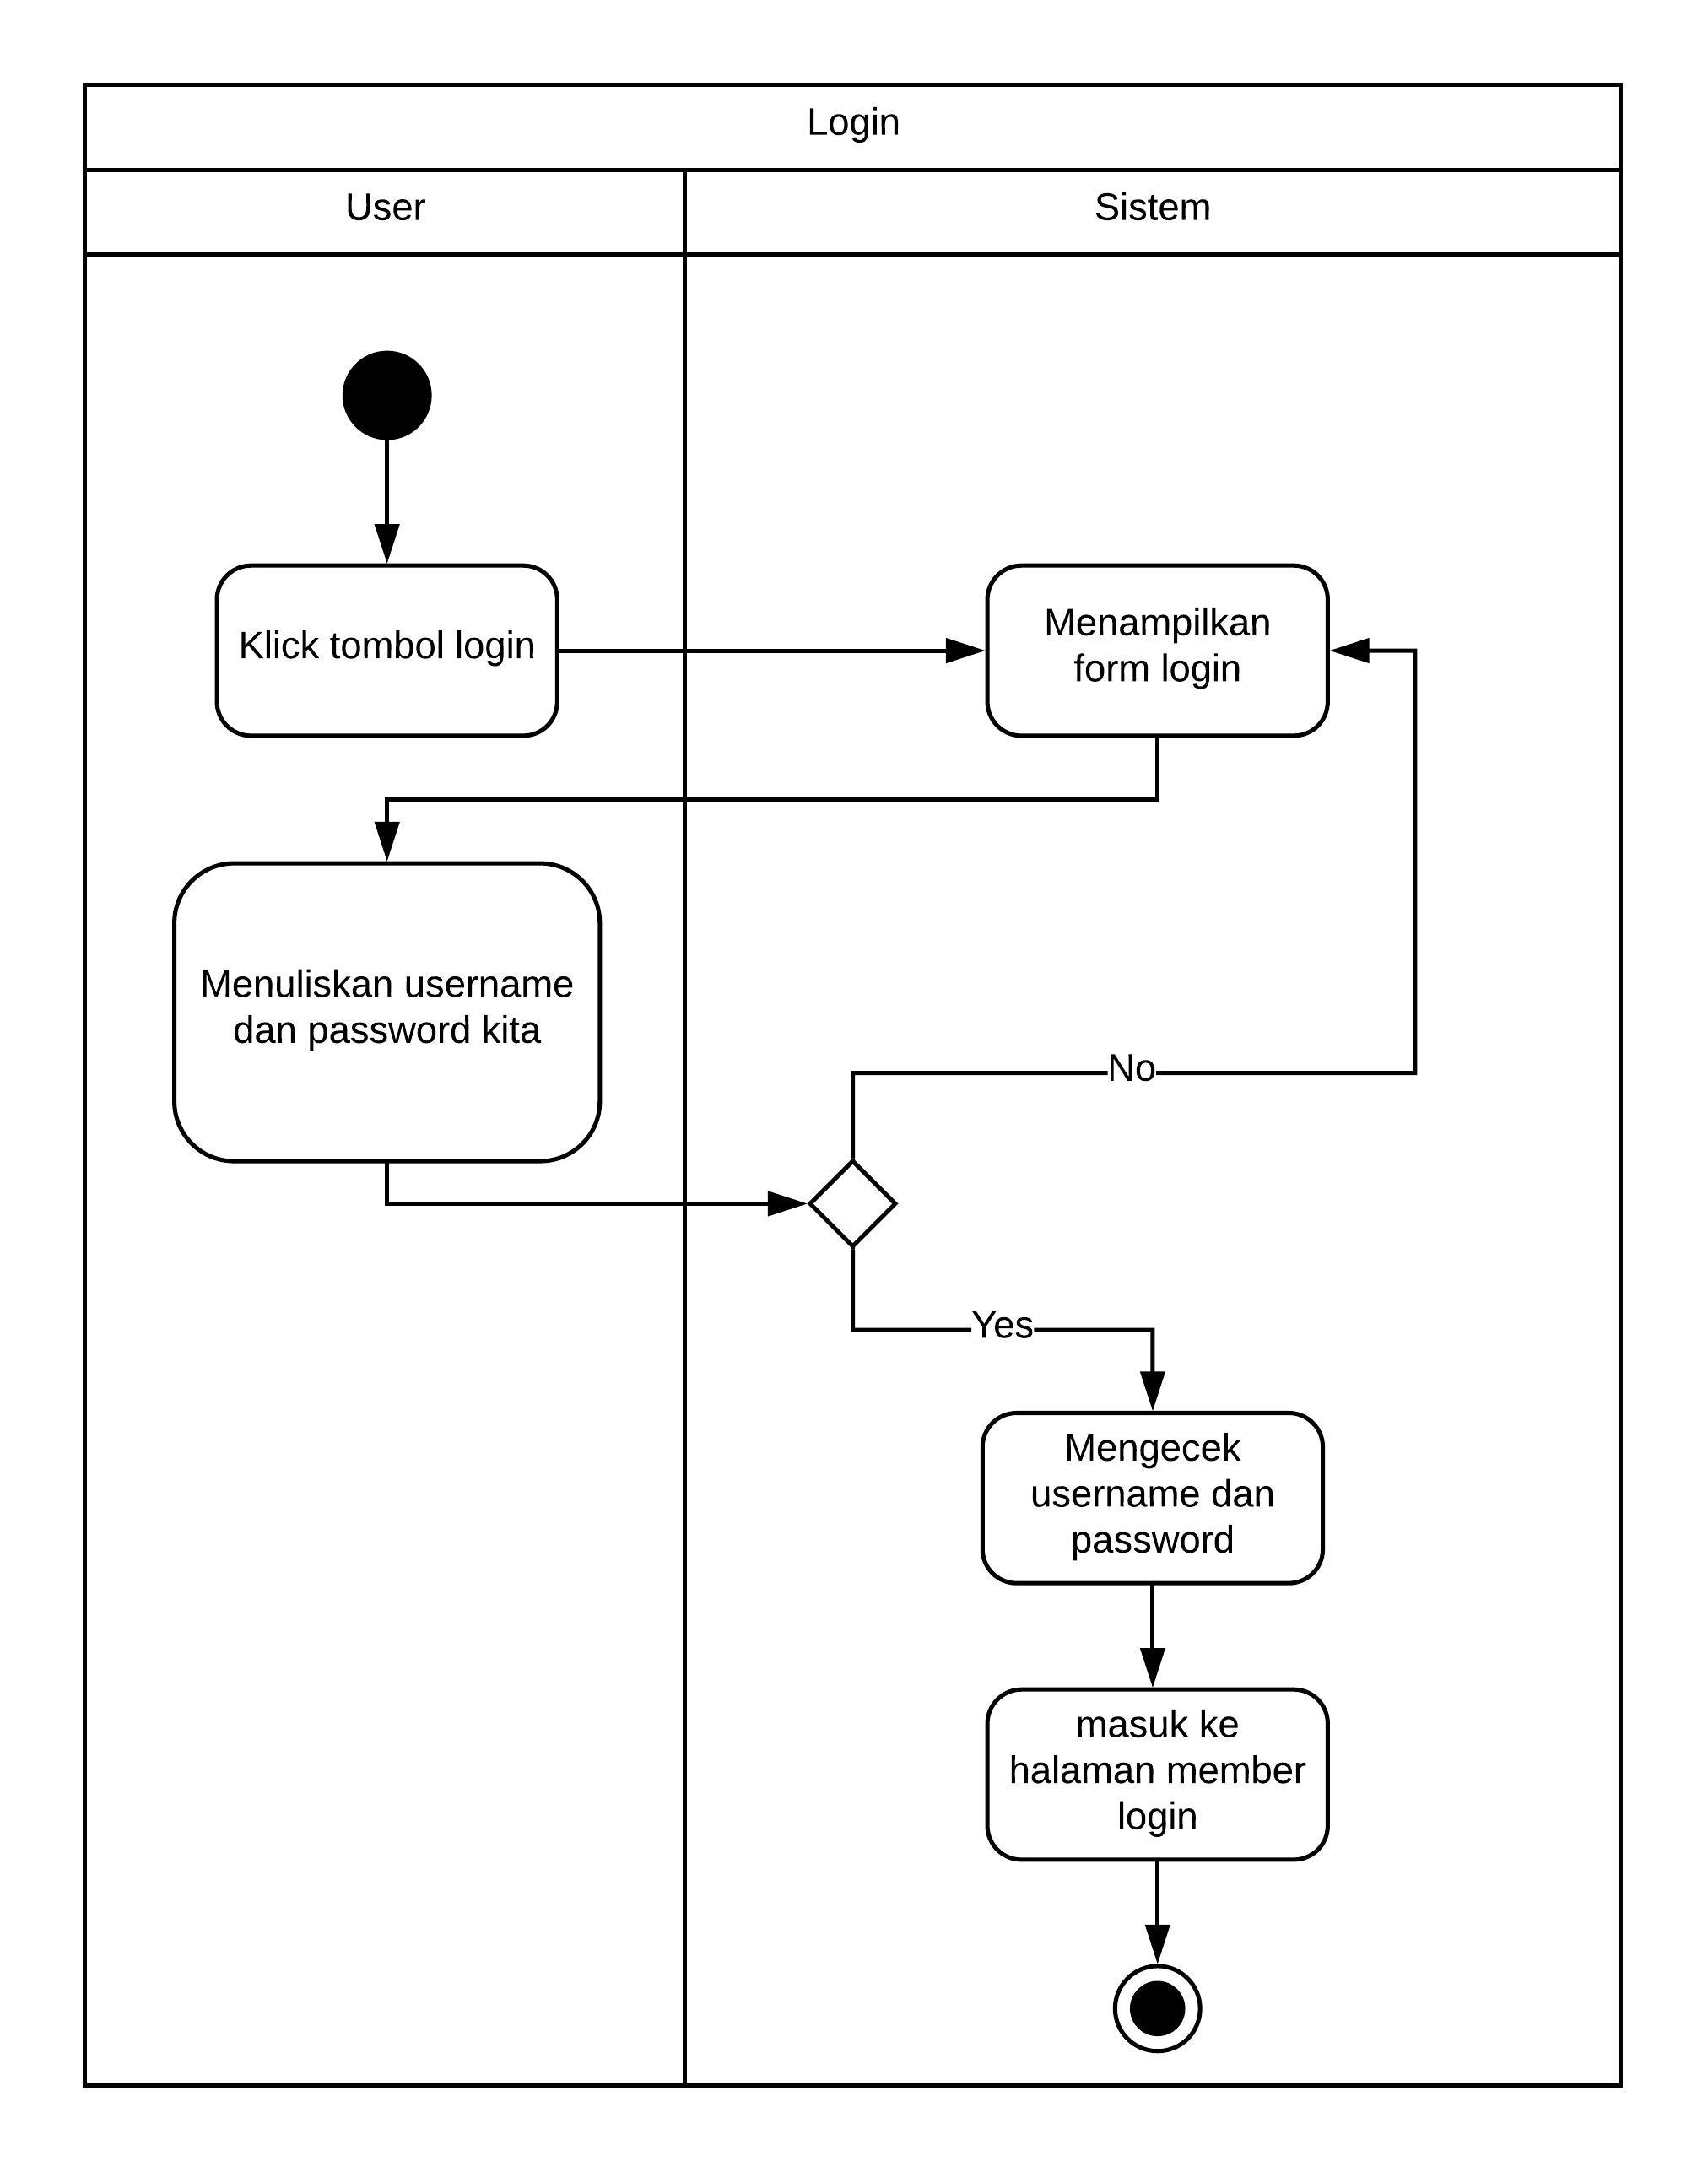 Login
User
Sistem
Klick tombol login
Menampilkan
form login
Menuliskan username
dan password kita
No
Yes
Mengecek
username dan
password
masuk ke
halaman member
login